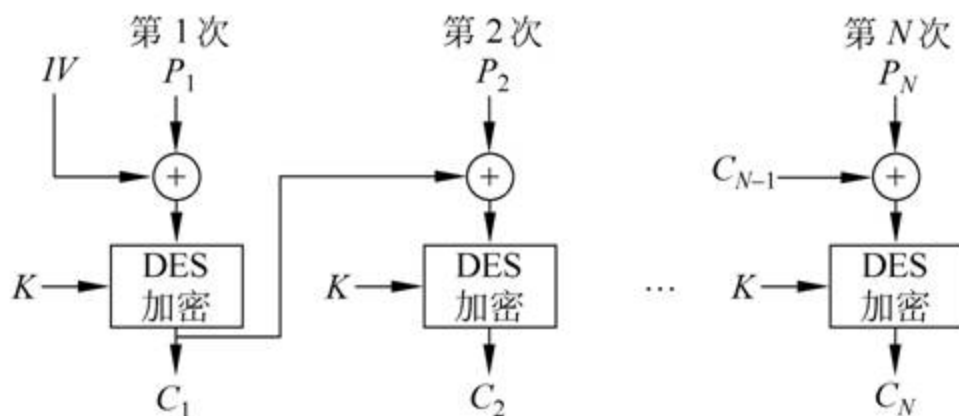 第 1 次 第 2 次 第 N 次
IV P1 P2 PN
+ + CN−1 +
K DES 加密 K DES 加密 … K DES 加密
C1 C2 CN